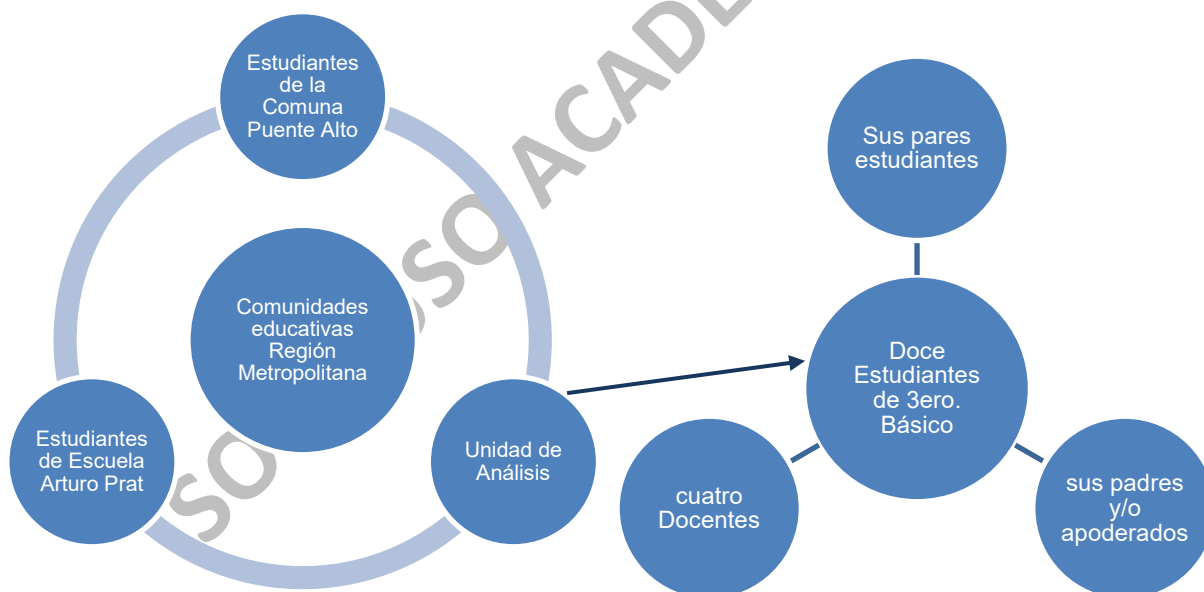 Estudiantes
de la
Comuna
Puente Alto
Comunidades
educativas
Región
Metropolitana
Estudiantes
de Escuela
Arturo Prat
Unidad de
Análisis
Sus pares
estudiantes
Doce
Estudiantes
de 3ero.
Básico
cuatro
Docentes
sus padres
y/o
apoderados